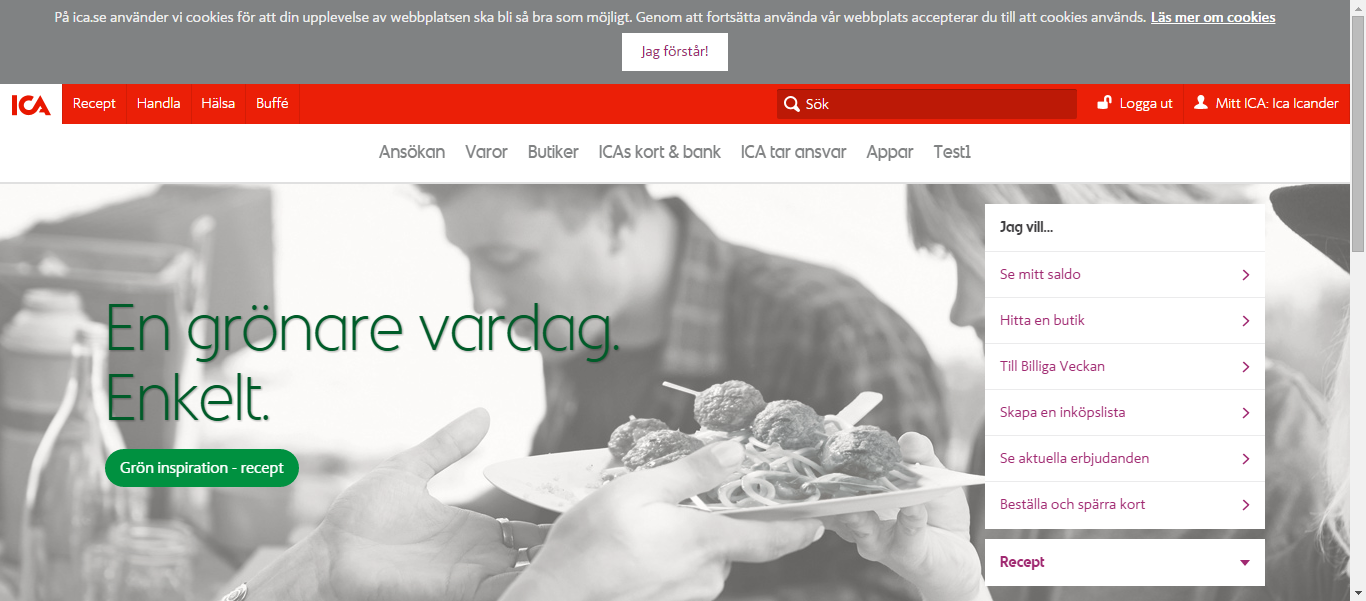 På ica.se använder vi cookies för att din upplevelse av webbplatsen ska bli så bra som möjligt. Genom att fortsätta använda vår webbplats accepterar du till att cookies används. Läs mer om cookies
Jag förstår!
ICA Recept Handla Hälsa Buffé Sök Logga ut Mitt ICA: Ica Icander
Ansökan Varor Butiker ICAs kort & bank ICA tar ansvar Appar Test1
Jag vill...
Se mitt saldo
Hitta en butik
Till Billiga Veckan
Skapa en inköpslista
Se aktuella erbjudanden
Beställa och spärra kort
Recept
En grönare vardag.
Enkelt.
Grön inspiration - recept